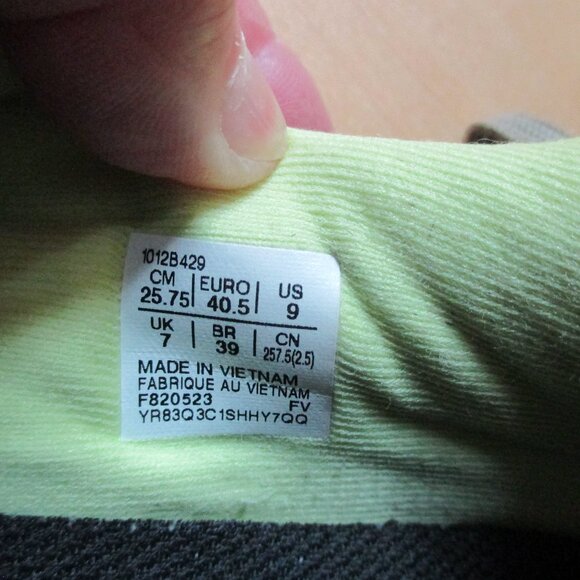 1012B429
CM | EURO | US
25.75 | 40.5 | 9
UK | BR | CN
7 | 39 | 257.5(2.5)
MADE IN VIETNAM
FABRIQUE AU VIETNAM
F820523 FV
YR83Q3C1SHHY7QQ